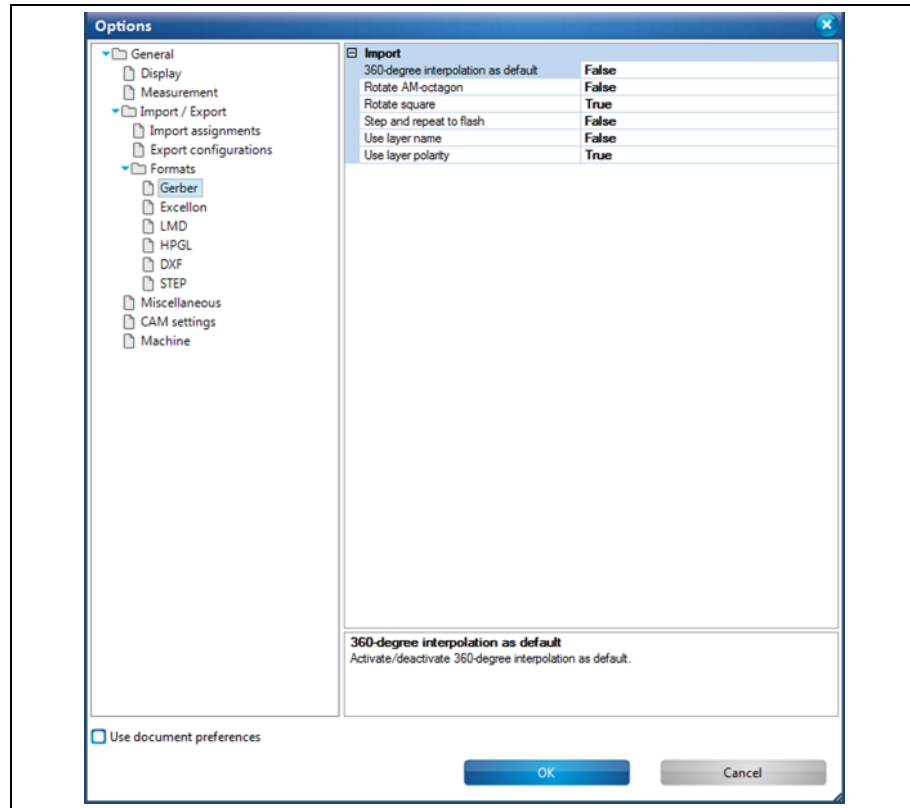 Options
General
Display
Measurement
Import / Export
Import assignments
Export configurations
Formats
Gerber
Excellon
LMD
HPGL
DXF
STEP
Miscellaneous
CAM settings
Machine
Import
360-degree interpolation as default False
Rotate AM-octagon False
Rotate square True
Step and repeat to flash False
Use layer name False
Use layer polarity True
360-degree interpolation as default
Activate/deactivate 360-degree interpolation as default.
Use document preferences
OK Cancel